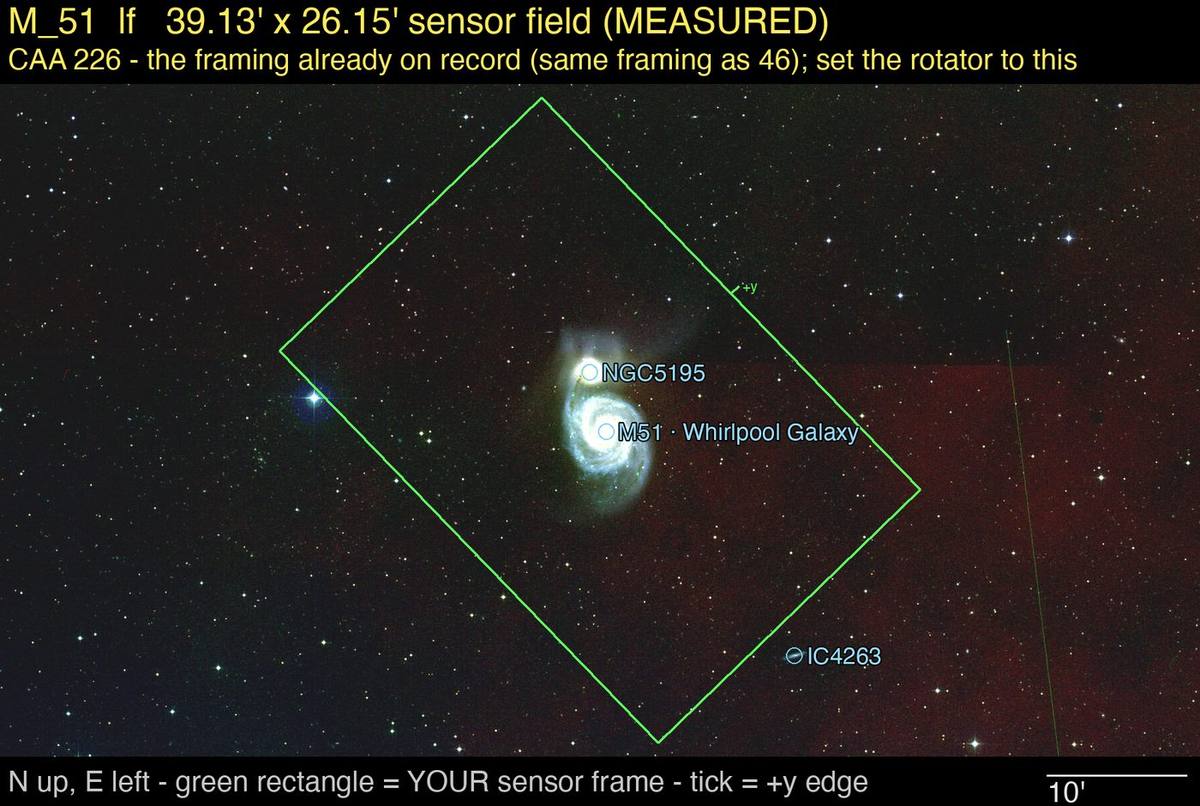 M_51 lf 39.13' x 26.15' sensor field (MEASURED)
CAA 226 - the framing already on record (same framing as 46); set the rotator to this
+y
NGC5195
M51 · Whirlpool Galaxy
IC4263
N up, E left - green rectangle = YOUR sensor frame - tick = +y edge
10'